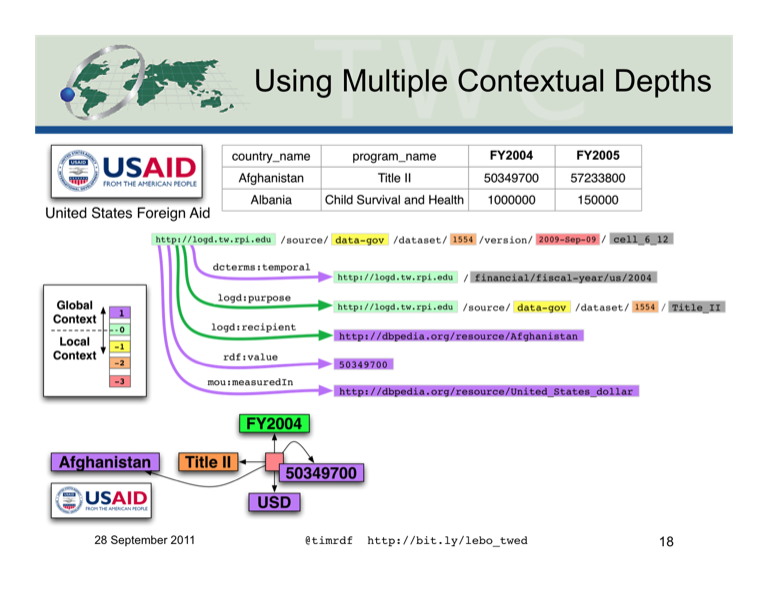 TWC
Using Multiple Contextual Depths
USAID
FROM THE AMERICAN PEOPLE
United States Foreign Aid
country_name program_name FY2004 FY2005
Afghanistan Title II 50349700 57233800
Albania Child Survival and Health 1000000 150000
http://logd.tw.rpi.edu /source/ data-gov /dataset/ 1554 /version/ 2009-Sep-09 / cell_6_12
dcterms:temporal http://logd.tw.rpi.edu / financial/fiscal-year/us/2004
logd:purpose http://logd.tw.rpi.edu /source/ data-gov /dataset/ 1554 / Title_II
logd:recipient http://dbpedia.org/resource/Afghanistan
rdf:value 50349700
mou:measuredIn http://dbpedia.org/resource/United_States_dollar
Global
Context
Local
Context
1
0
-1
-2
-3
FY2004
Afghanistan Title II 50349700
USD
USAID
FROM THE AMERICAN PEOPLE
28 September 2011 @timrdf http://bit.ly/lebo_twed 18